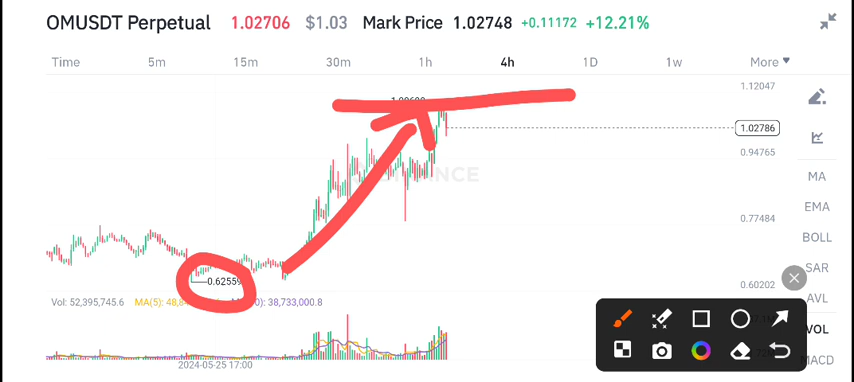 OMUSDT Perpetual 1.02706 $1.03 Mark Price 1.02748 +0.11172 +12.21%
Time 5m 15m 30m 1h 4h 1D 1w More
1.12047
1.02786
0.94765
BINANCE
MA
EMA
0.77484
BOLL
SAR
0.62559
0.60202
AVL
Vol: 52,395,745.6 MA(5): 48,8 0): 38,733,000.8
VOL
MACD
2024-05-25 17:00